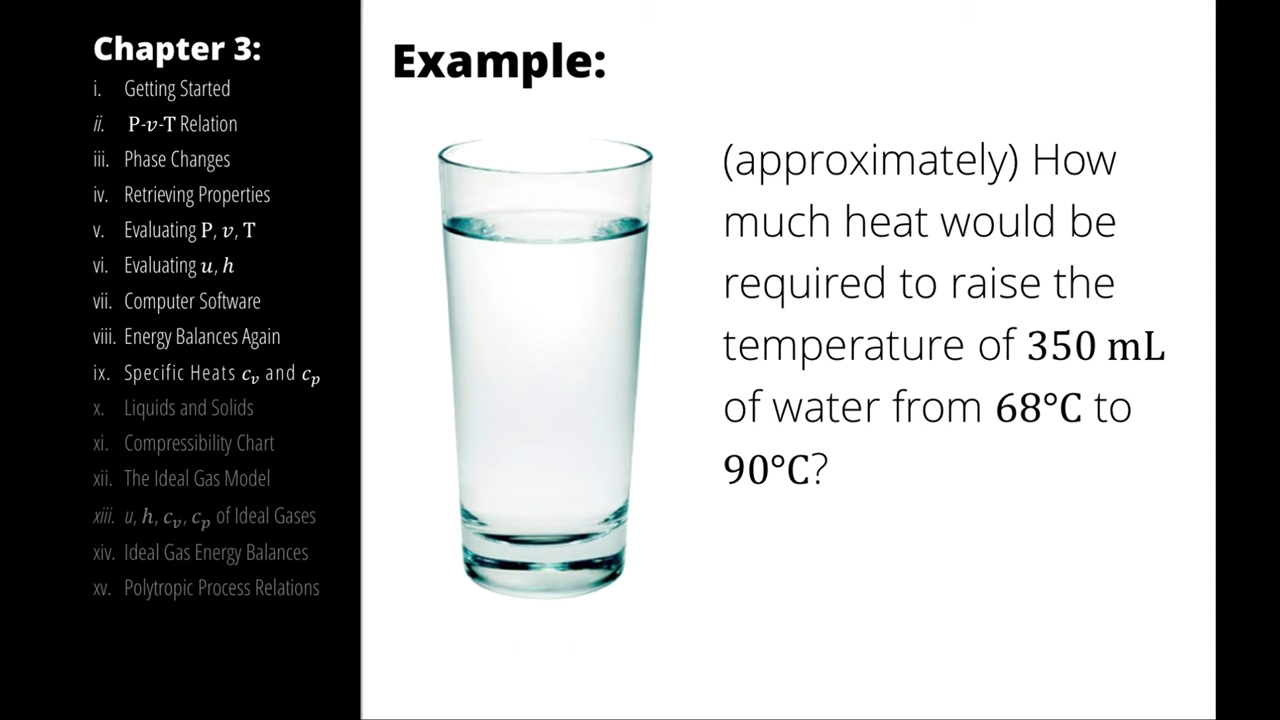 Chapter 3:
i. Getting Started
ii. P-v-T Relation
iii. Phase Changes
iv. Retrieving Properties
v. Evaluating P, v, T
vi. Evaluating u, h
vii. Computer Software
viii. Energy Balances Again
ix. Specific Heats cᵥ and cₚ
x. Liquids and Solids
xi. Compressibility Chart
xii. The Ideal Gas Model
xiii. u, h, cᵥ, cₚ of Ideal Gases
xiv. Ideal Gas Energy Balances
xv. Polytropic Process Relations
Example:
(approximately) How
much heat would be
required to raise the
temperature of 350 mL
of water from 68°C to
90°C?